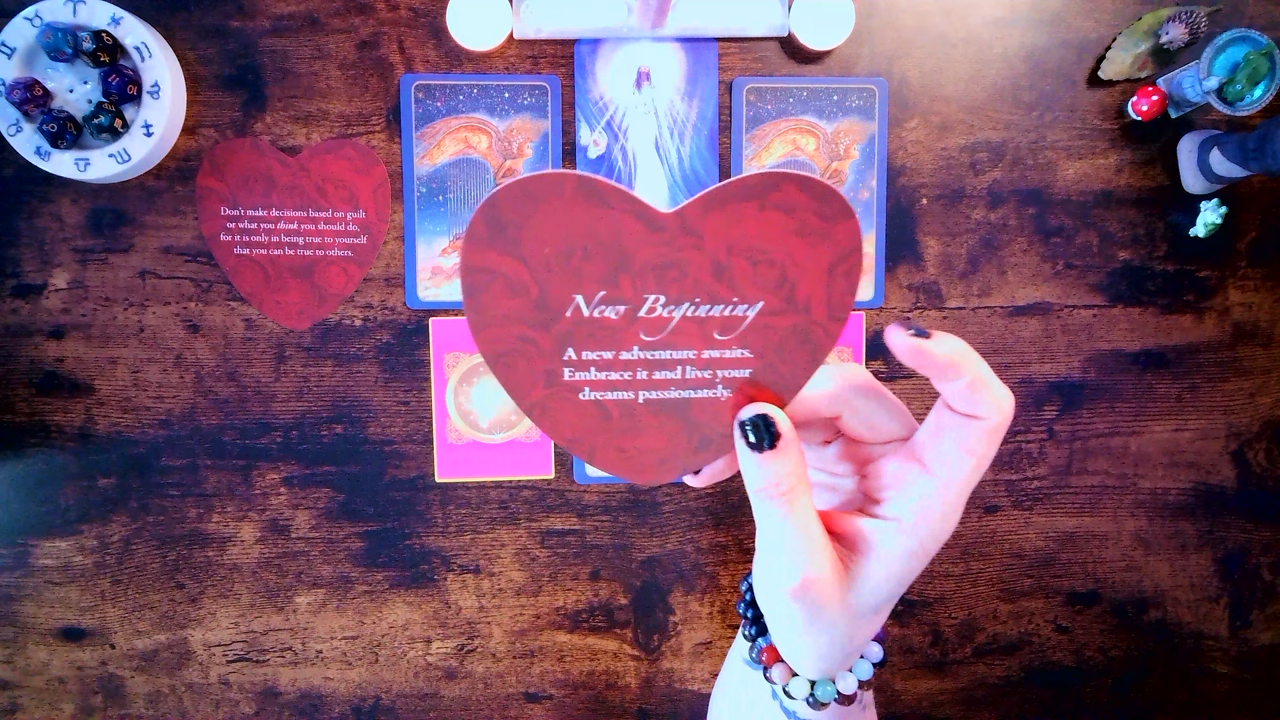 Don't make decisions based on guilt
or what you think you should do,
for it is only in being true to yourself
that you can be true to others.
New Beginning
A new adventure awaits.
Embrace it and live your
dreams passionately.